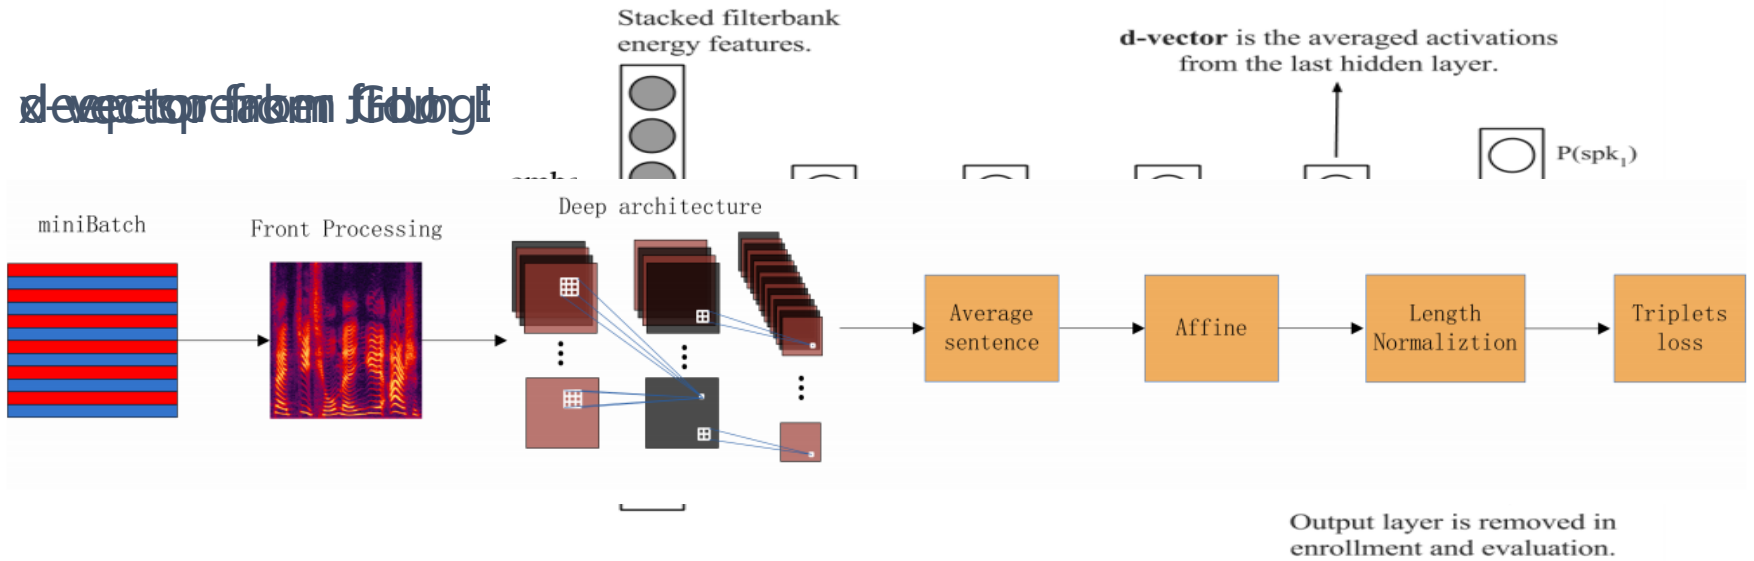 Stacked filterbank
energy features.
d-vector is the averaged activations
from the last hidden layer.
P(spk₁)
miniBatch
Front Processing
Deep architecture
Average
sentence
Affine
Length
Normaliztion
Triplets
loss
Output layer is removed in
enrollment and evaluation.